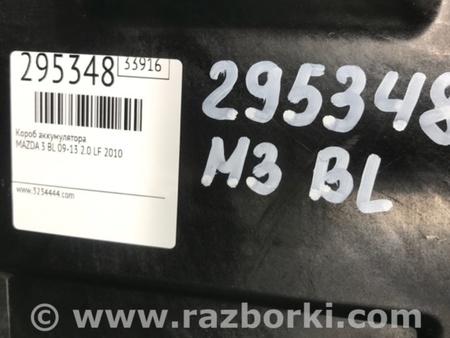 295348 33916
Короб аккумулятора
MAZDA 3 BL 09-13 2.0 LF 2010
www.3254444.com
295348
M3 BL
© www.razborki.com